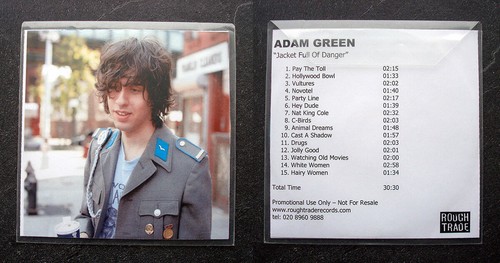 ADAM GREEN
"Jacket Full Of Danger"
1. Pay The Toll 02:15
2. Hollywood Bowl 01:33
3. Vultures 02:02
4. Novotel 01:40
5. Party Line 02:17
6. Hey Dude 01:39
7. Nat King Cole 02:32
8. C-Birds 02:03
9. Animal Dreams 01:48
10. Cast A Shadow 01:57
11. Drugs 02:03
12. Jolly Good 02:01
13. Watching Old Movies 02:00
14. White Women 02:58
15. Hairy Women 01:34
Total Time 30:30
Promotional Use Only – Not For Resale
www.roughtraderecords.com
tel: 020 8960 9888
ROUGH
TRADE